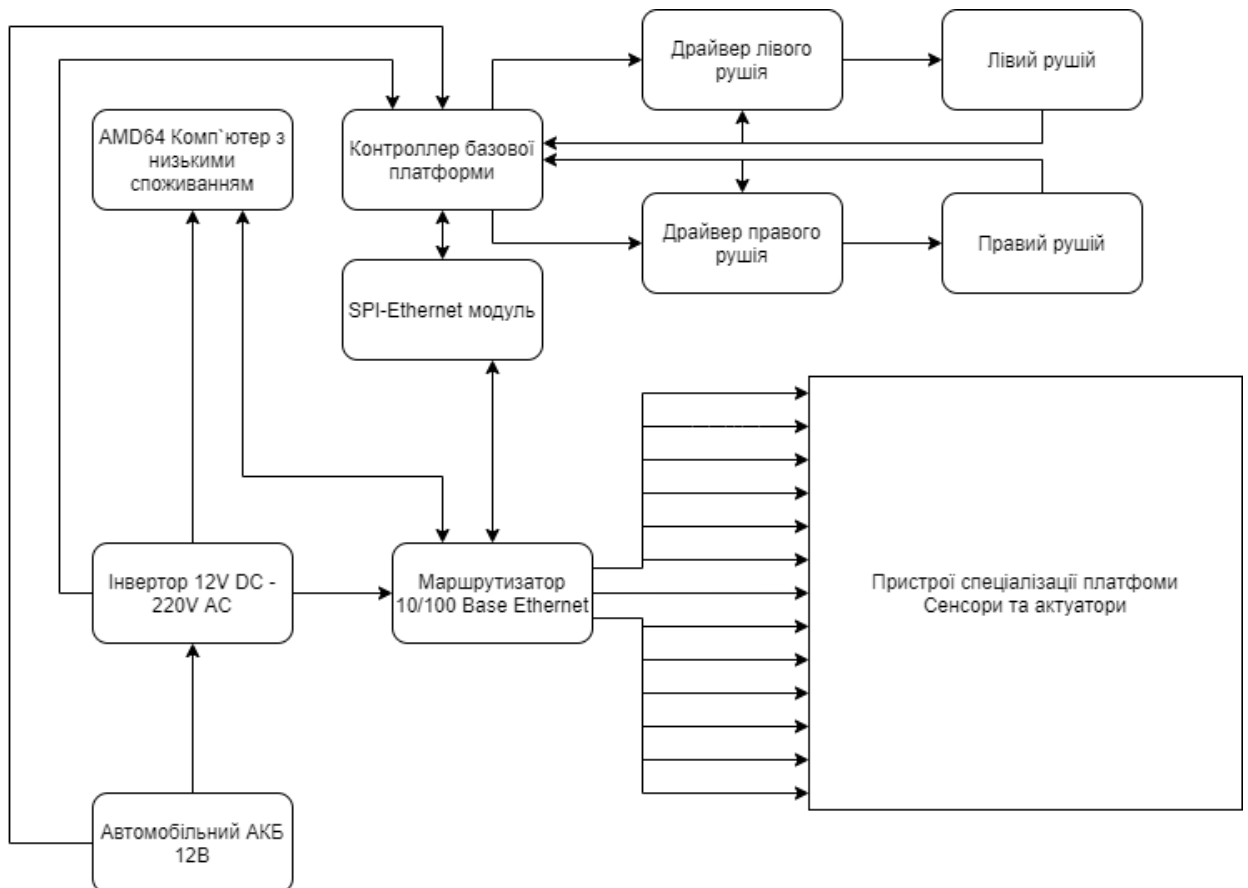 Драйвер лівого
рушія
Лівий рушій
AMD64 Комп`ютер з
низькими
споживанням
Контроллер базової
платформи
Драйвер правого
рушія
Правий рушій
SPI-Ethernet модуль
Інвертор 12V DC -
220V AC
Маршрутизатор
10/100 Base Ethernet
Пристрої спеціалізації платфоми
Сенсори та актуатори
Автомобільний АКБ
12В